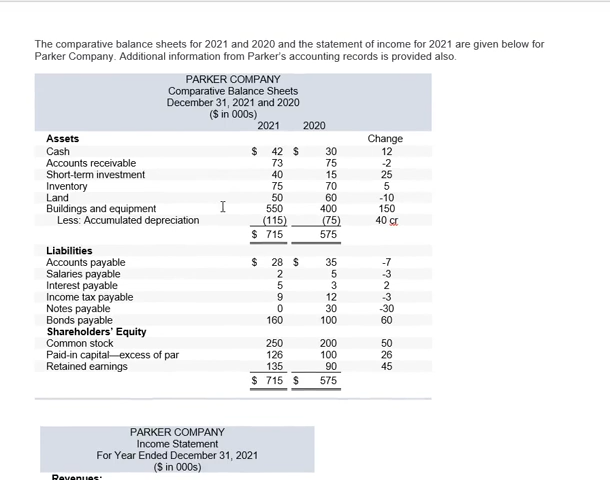 The comparative balance sheets for 2021 and 2020 and the statement of income for 2021 are given below for
Parker Company. Additional information from Parker's accounting records is provided also.
PARKER COMPANY
Comparative Balance Sheets
December 31, 2021 and 2020
($ in 000s)
2021 2020
Assets Change
Cash $ 42 $ 30 12
Accounts receivable 73 75 -2
Short-term investment 40 15 25
Inventory 75 70 5
Land 50 60 -10
Buildings and equipment 550 400 150
Less: Accumulated depreciation (115) (75) 40 cr
$ 715 575
Liabilities
Accounts payable $ 28 $ 35 -7
Salaries payable 2 5 -3
Interest payable 5 3 2
Income tax payable 9 12 -3
Notes payable 0 30 -30
Bonds payable 160 100 60
Shareholders' Equity
Common stock 250 200 50
Paid-in capital—excess of par 126 100 26
Retained earnings 135 90 45
$ 715 $ 575
PARKER COMPANY
Income Statement
For Year Ended December 31, 2021
($ in 000s)
Revenues: